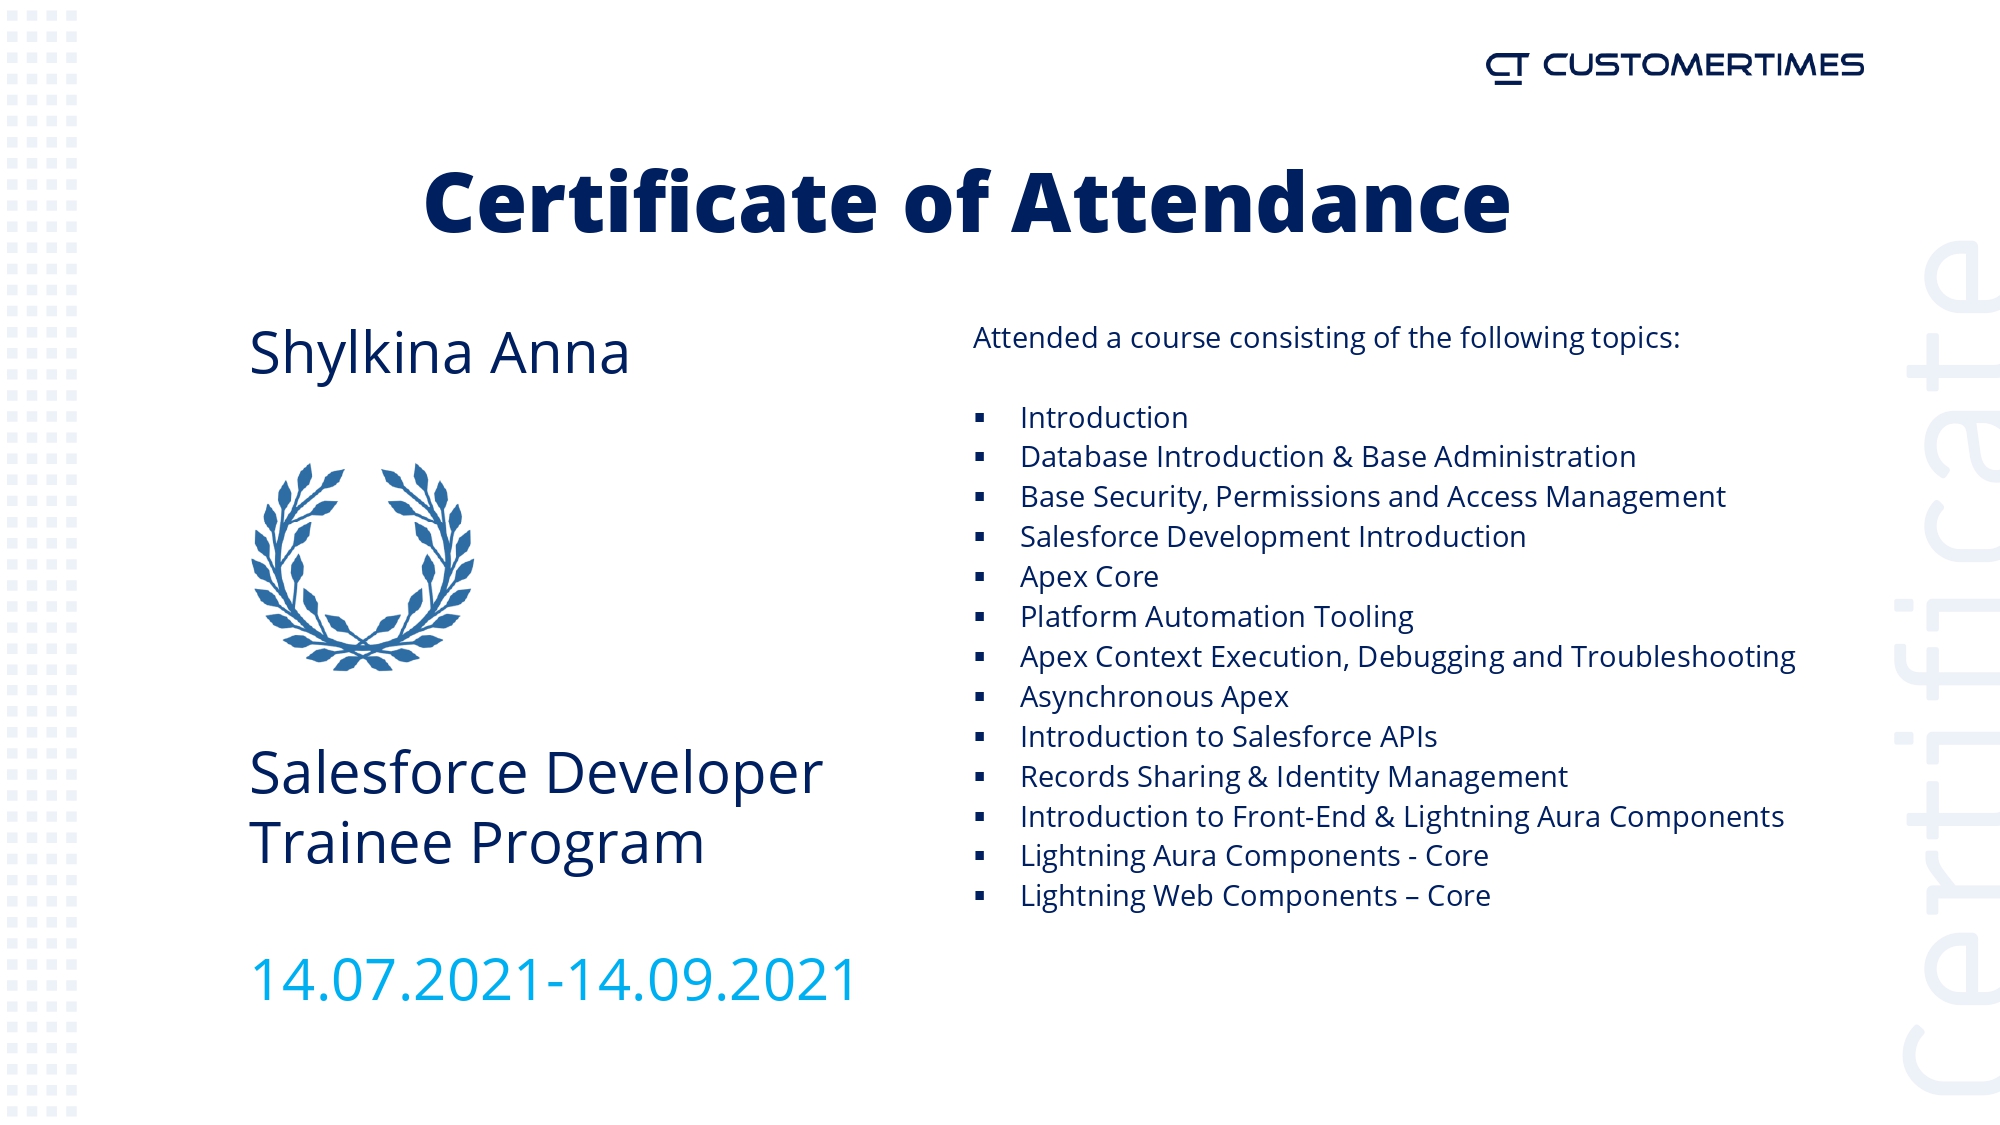 CT CUSTOMERTIMES
Certificate of Attendance
Shylkina Anna
Salesforce Developer
Trainee Program
14.07.2021-14.09.2021
Attended a course consisting of the following topics:
▪ Introduction
▪ Database Introduction & Base Administration
▪ Base Security, Permissions and Access Management
▪ Salesforce Development Introduction
▪ Apex Core
▪ Platform Automation Tooling
▪ Apex Context Execution, Debugging and Troubleshooting
▪ Asynchronous Apex
▪ Introduction to Salesforce APIs
▪ Records Sharing & Identity Management
▪ Introduction to Front-End & Lightning Aura Components
▪ Lightning Aura Components - Core
▪ Lightning Web Components – Core
Certificate